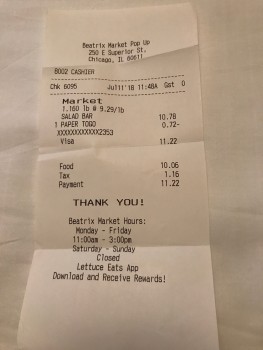 Beatrix Market Pop Up
250 E Superior St.
Chicago, IL 60611
8002 CASHIER
Chk 6095 Jul11'18 11:48A Gst 0
Market
1.160 lb @ 9.29/lb
SALAD BAR 10.78
1 PAPER TOGO 0.72-
XXXXXXXXXXXX2353
Visa 11.22
Food 10.06
Tax 1.16
Payment 11.22
THANK YOU!
Beatrix Market Hours:
Monday - Friday
11:00am - 3:00pm
Saturday - Sunday
Closed
Lettuce Eats App
Download and Receive Rewards!